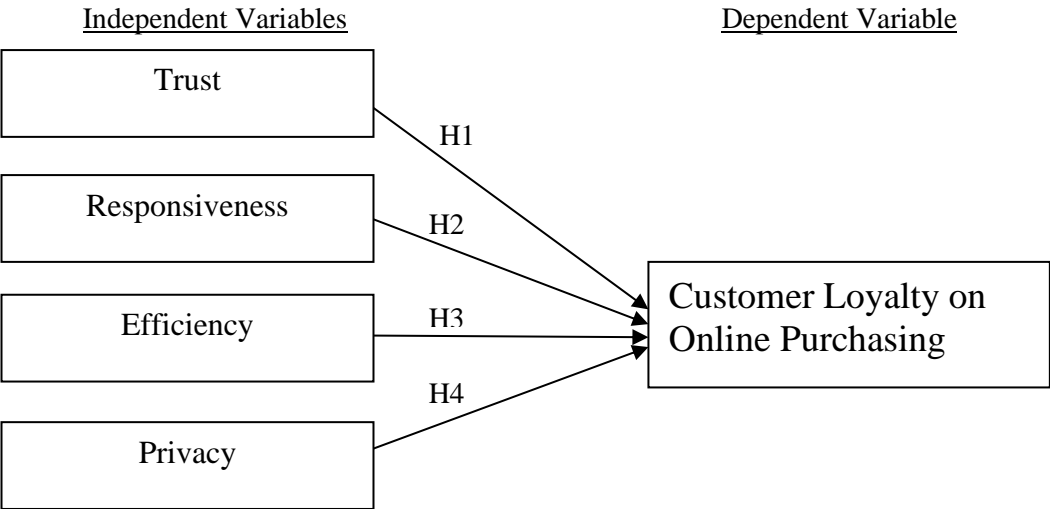 Independent Variables
Dependent Variable
Trust
H1
Responsiveness
H2
Efficiency
H3
Customer Loyalty on
Online Purchasing
H4
Privacy